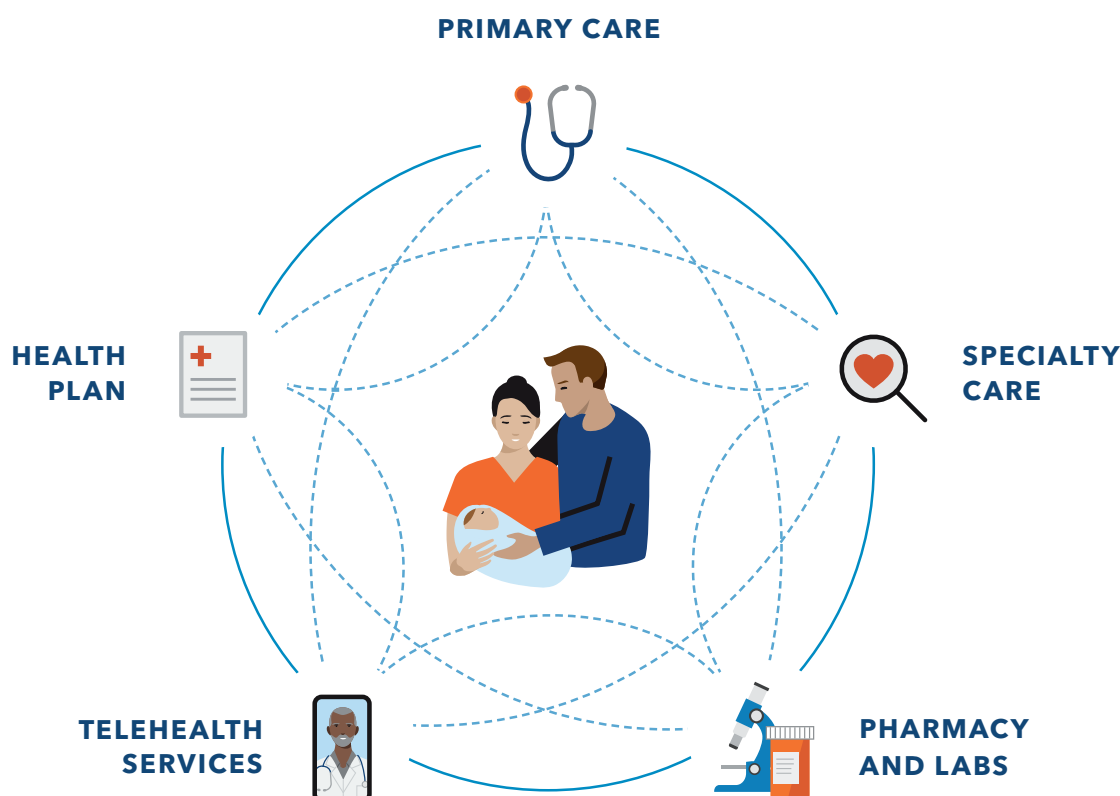 PRIMARY CARE
HEALTH
PLAN
SPECIALTY
CARE
TELEHEALTH
SERVICES
PHARMACY
AND LABS